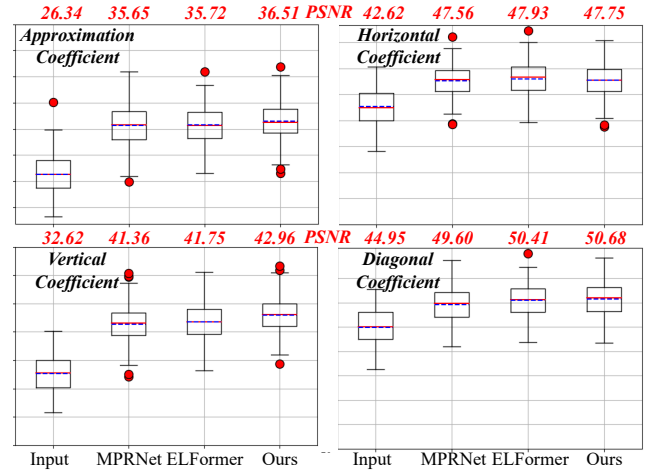 26.34 35.65 35.72 36.51 PSNR 42.62 47.56 47.93 47.75
Approximation
Coefficient
Horizontal
Coefficient
32.62 41.36 41.75 42.96 PSNR 44.95 49.60 50.41 50.68
Vertical
Coefficient
Diagonal
Coefficient
Input MPRNet ELFormer Ours Input MPRNet ELFormer Ours